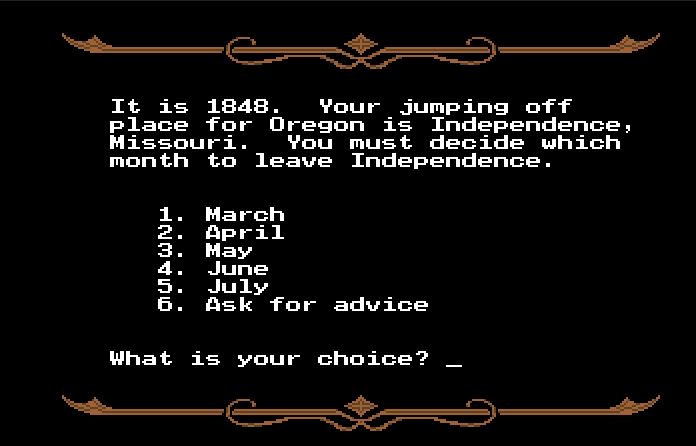 It is 1848.  Your jumping off
place for Oregon is Independence,
Missouri.  You must decide which
month to leave Independence.
1. March
2. April
3. May
4. June
5. July
6. Ask for advice
What is your choice? _